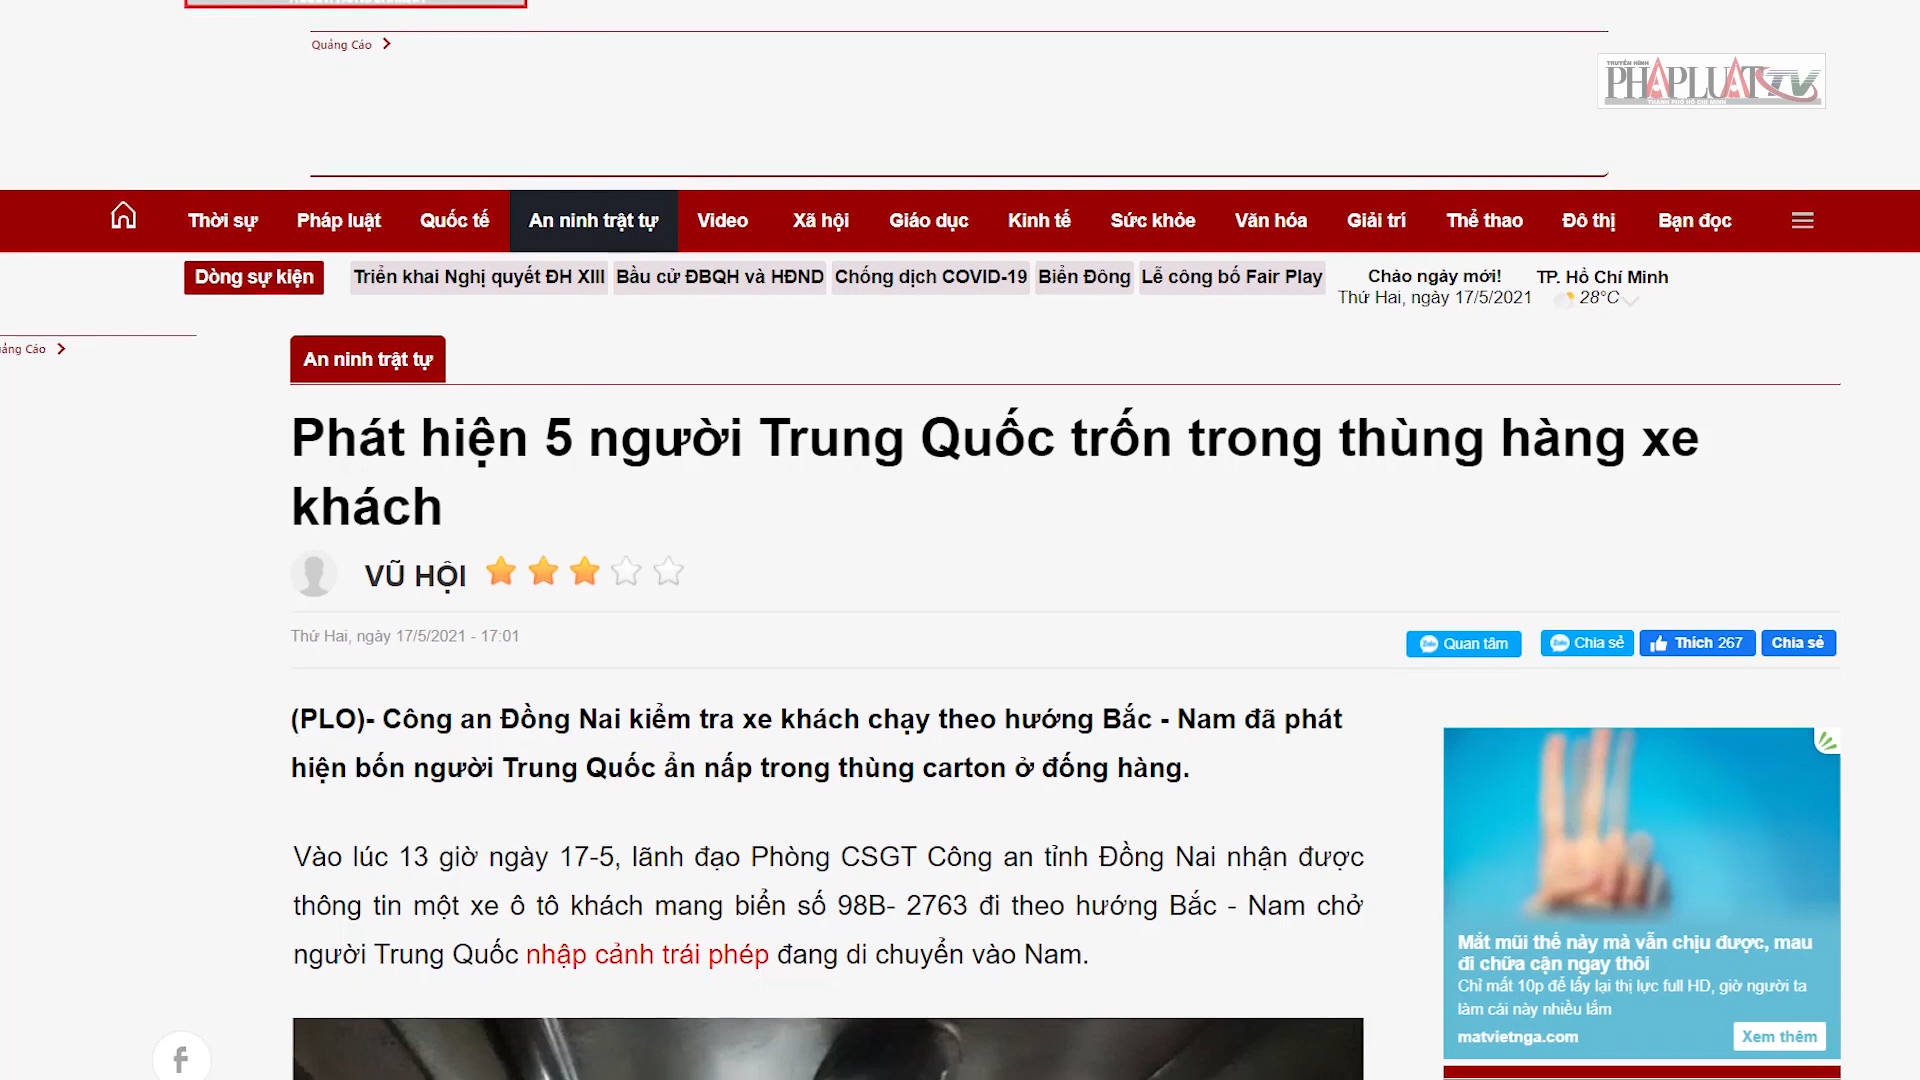 Quảng Cáo
TRUYỀN HÌNH
PHÁPLUẬTTV
THÀNH PHỐ HỒ CHÍ MINH
Thời sự Pháp luật Quốc tế An ninh trật tự Video Xã hội Giáo dục Kinh tế Sức khỏe Văn hóa Giải trí Thể thao Đô thị Bạn đọc
Dòng sự kiện Triển khai Nghị quyết ĐH XIII Bầu cử ĐBQH và HĐND Chống dịch COVID-19 Biển Đông Lễ công bố Fair Play Chào ngày mới! TP. Hồ Chí Minh
Thứ Hai, ngày 17/5/2021 28°C
Cáo
An ninh trật tự
Phát hiện 5 người Trung Quốc trốn trong thùng hàng xe
khách
VŨ HỘI
Thứ Hai, ngày 17/5/2021 - 17:01
Quan tâm Chia sẻ Thích 267 Chia sẻ
(PLO)- Công an Đồng Nai kiểm tra xe khách chạy theo hướng Bắc - Nam đã phát
hiện bốn người Trung Quốc ẩn nấp trong thùng carton ở đống hàng.
Vào lúc 13 giờ ngày 17-5, lãnh đạo Phòng CSGT Công an tỉnh Đồng Nai nhận được
thông tin một xe ô tô khách mang biển số 98B- 2763 đi theo hướng Bắc - Nam chở
người Trung Quốc nhập cảnh trái phép đang di chuyển vào Nam.
Mắt mũi thế này mà vẫn chịu được, mau
đi chữa cận ngay thôi
Chỉ mất 10p để lấy lại thị lực full HD, giờ người ta
làm cái này nhiều lắm
matvietnga.com Xem thêm